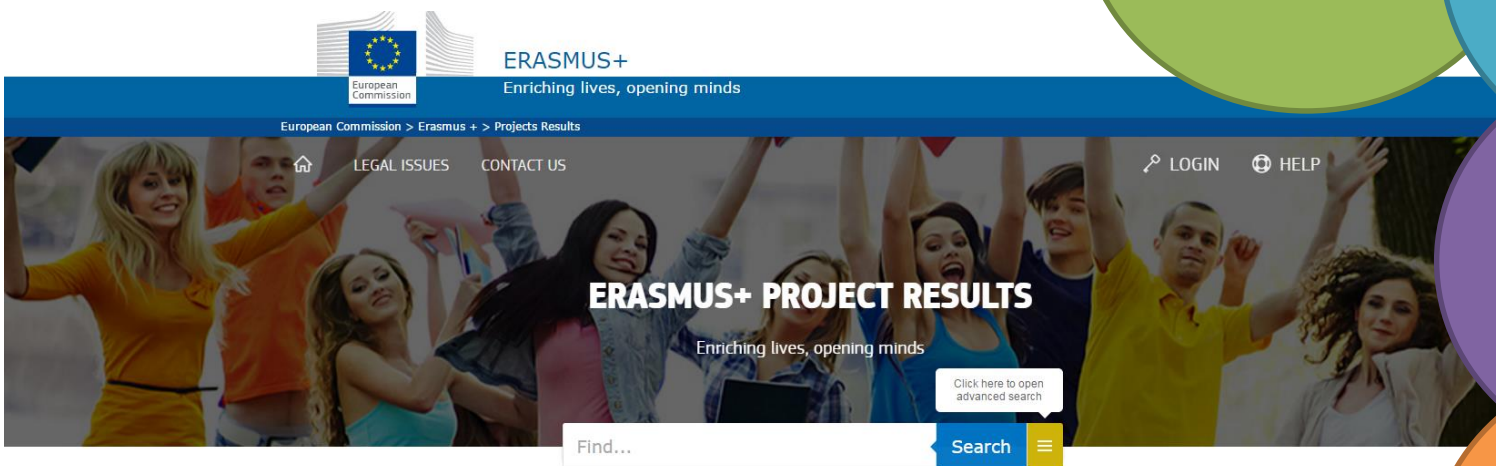 ERASMUS+
European
Commission
Enriching lives, opening minds
European Commission > Erasmus + > Projects Results
LEGAL ISSUES CONTACT US LOGIN HELP
ERASMUS+ PROJECT RESULTS
Enriching lives, opening minds
Click here to open
advanced search
Find... Search